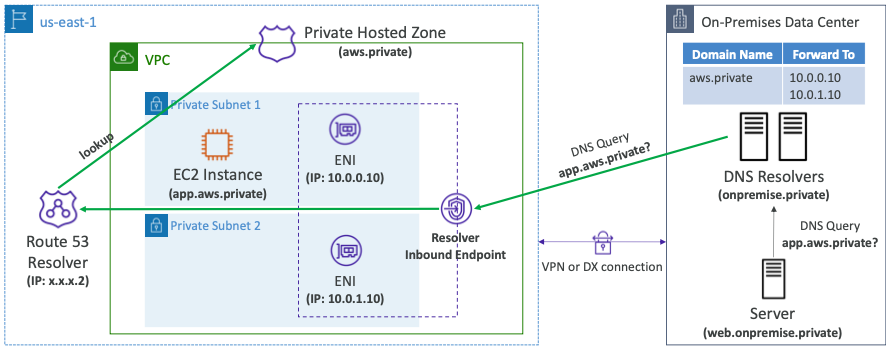 us-east-1
Private Hosted Zone
(aws.private)
VPC
lookup
Private Subnet 1
EC2 Instance
(app.aws.private)
ENI
(IP: 10.0.0.10)
Route 53
Resolver
(IP: x.x.x.2)
Private Subnet 2
ENI
(IP: 10.0.1.10)
Resolver
Inbound Endpoint
DNS Query
app.aws.private?
VPN or DX connection
On-Premises Data Center
Domain Name Forward To
aws.private 10.0.0.10
10.0.1.10
DNS Resolvers
(onpremise.private)
DNS Query
app.aws.private?
Server
(web.onpremise.private)